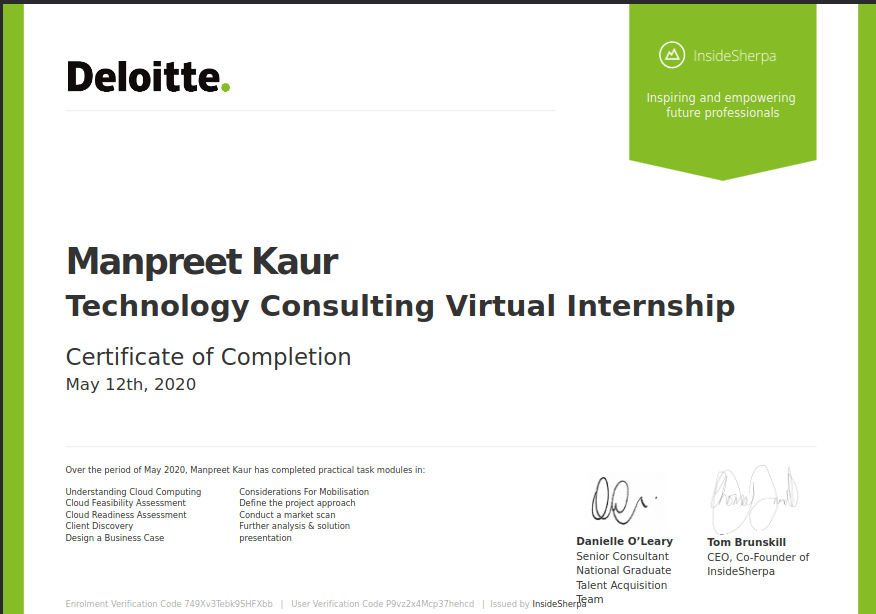 Deloitte.
InsideSherpa
Inspiring and empowering
future professionals
Manpreet Kaur
Technology Consulting Virtual Internship
Certificate of Completion
May 12th, 2020
Over the period of May 2020, Manpreet Kaur has completed practical task modules in:
Understanding Cloud Computing
Cloud Feasibility Assessment
Cloud Readiness Assessment
Client Discovery
Design a Business Case
Considerations For Mobilisation
Define the project approach
Conduct a market scan
Further analysis & solution
presentation
Danielle O’Leary
Senior Consultant
National Graduate
Talent Acquisition
Team
Tom Brunskill
CEO, Co-Founder of
InsideSherpa
Enrolment Verification Code 749Xv3Tebk9SHFXbb | User Verification Code P9vz2x4Mcp37hehcd | Issued by InsideSherpa